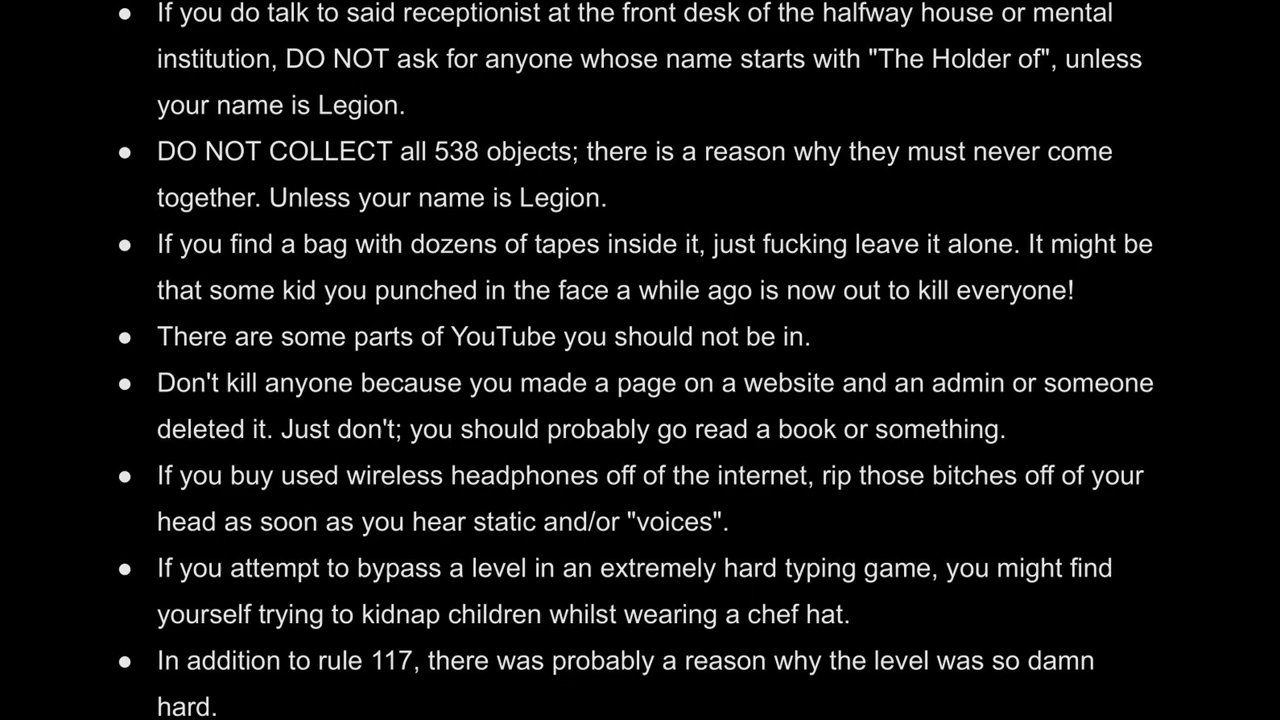 ● If you do talk to said receptionist at the front desk of the halfway house or mental
institution, DO NOT ask for anyone whose name starts with "The Holder of", unless
your name is Legion.
● DO NOT COLLECT all 538 objects; there is a reason why they must never come
together. Unless your name is Legion.
● If you find a bag with dozens of tapes inside it, just fucking leave it alone. It might be
that some kid you punched in the face a while ago is now out to kill everyone!
● There are some parts of YouTube you should not be in.
● Don't kill anyone because you made a page on a website and an admin or someone
deleted it. Just don't; you should probably go read a book or something.
● If you buy used wireless headphones off of the internet, rip those bitches off of your
head as soon as you hear static and/or "voices".
● If you attempt to bypass a level in an extremely hard typing game, you might find
yourself trying to kidnap children whilst wearing a chef hat.
● In addition to rule 117, there was probably a reason why the level was so damn
hard.